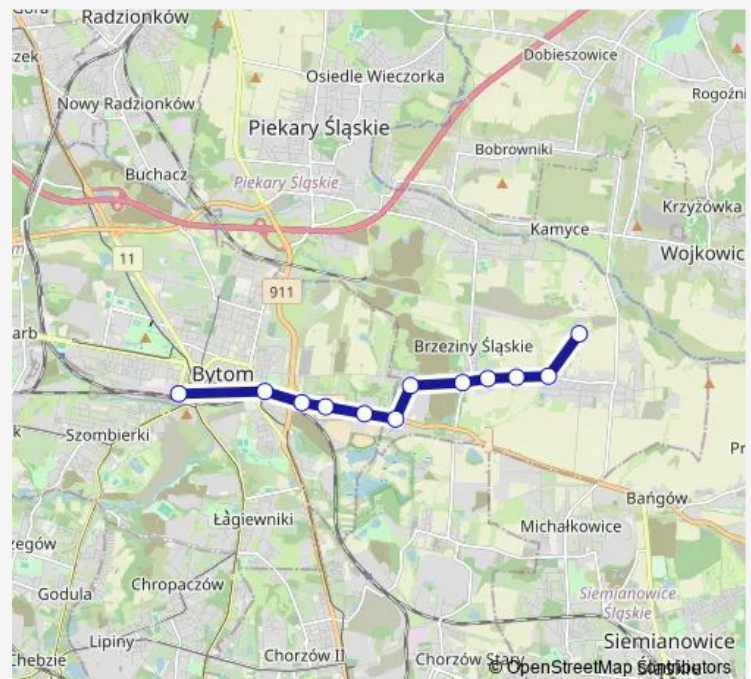 Radzionków
Dobieszowice
Osiedle Wieczorka
Rogoźni
Nowy Radzionków
Piekary Śląskie
Bobrowniki
Buchacz
Piekary Śląskie
Krzyżówka
Kamyce
Wojkowic
11
911
arb
Brzeziny Śląskie
Bytom
Szombierki
Bańgów
Łagiewniki
Michałkowice
zegów
Chropaczów
Siemianowice
Śląskie
Godula
Lipiny
Siemianowice
Chebzie
Chorzów II
Chorzów Stary
© OpenStreetMap contributors